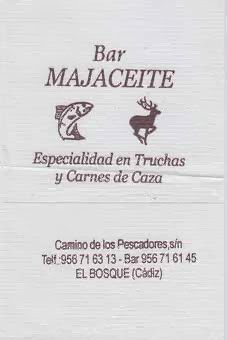 Bar
MAJACEITE
Especialidad en Truchas
y Carnes de Caza
Camino de los Pescadores,s/n
Telf.:956 71 63 13 - Bar 956 71 61 45
EL BOSQUE (Cádiz)